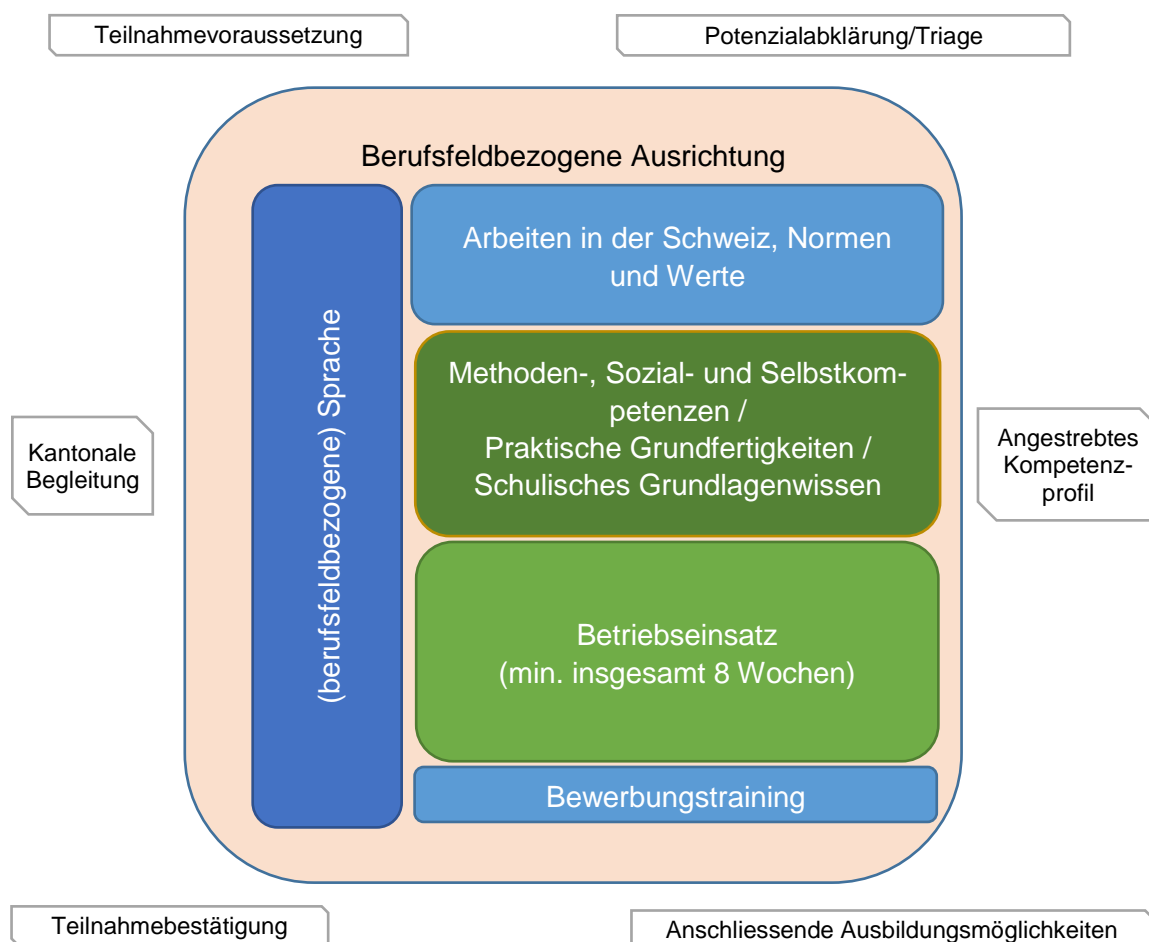 Teilnahmevoraussetzung
Potenzialabklärung/Triage
Berufsfeldbezogene Ausrichtung
(berufsfeldbezogene) Sprache
Arbeiten in der Schweiz, Normen
und Werte
Methoden-, Sozial- und Selbstkom-
petenzen /
Praktische Grundfertigkeiten /
Schulisches Grundlagenwissen
Betriebseinsatz
(min. insgesamt 8 Wochen)
Bewerbungstraining
Kantonale
Begleitung
Angestrebtes
Kompetenz-
profil
Teilnahmebestätigung
Anschliessende Ausbildungsmöglichkeiten